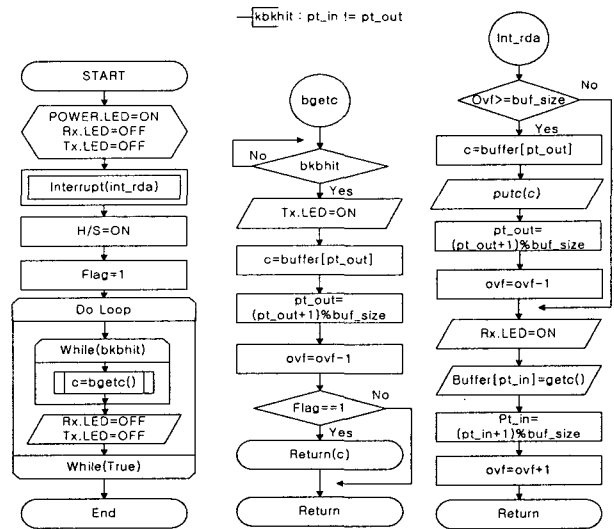 kbkhit : pt_in != pt_out
START
POWER.LED=ON
Rx.LED=OFF
Tx.LED=OFF
Interrupt(int_rda)
H/S=ON
Flag=1
Do Loop
While(bkbhit)
c=bgetc()
Rx.LED=OFF
Tx.LED=OFF
While(True)
End
bgetc
No
bkbhit
Yes
Tx.LED=ON
c=buffer[pt_out]
pt_out=
(pt_out+1)%buf_size
ovf=ovf-1
No
Flag==1
Yes
Return(c)
Return
Int_rda
No
Ovf>=buf_size
Yes
c=buffer[pt_out]
putc(c)
pt_out=
(pt_out+1)%buf_size
ovf=ovf-1
Rx.LED=ON
Buffer[pt_in]=getc()
Pt_in=
(pt_in+1)%buf_size
ovf=ovf+1
Return